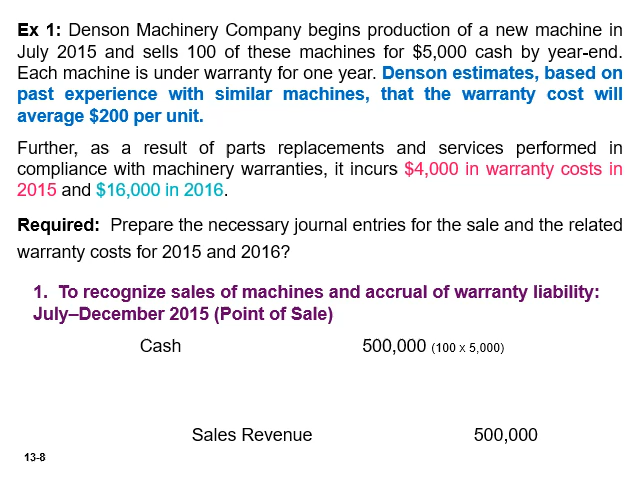 Ex 1: Denson Machinery Company begins production of a new machine in
July 2015 and sells 100 of these machines for $5,000 cash by year-end.
Each machine is under warranty for one year. Denson estimates, based on
past experience with similar machines, that the warranty cost will
average $200 per unit.
Further, as a result of parts replacements and services performed in
compliance with machinery warranties, it incurs $4,000 in warranty costs in
2015 and $16,000 in 2016.
Required: Prepare the necessary journal entries for the sale and the related
warranty costs for 2015 and 2016?
1. To recognize sales of machines and accrual of warranty liability:
July–December 2015 (Point of Sale)
Cash 500,000 (100 x 5,000)
Sales Revenue 500,000
13-8